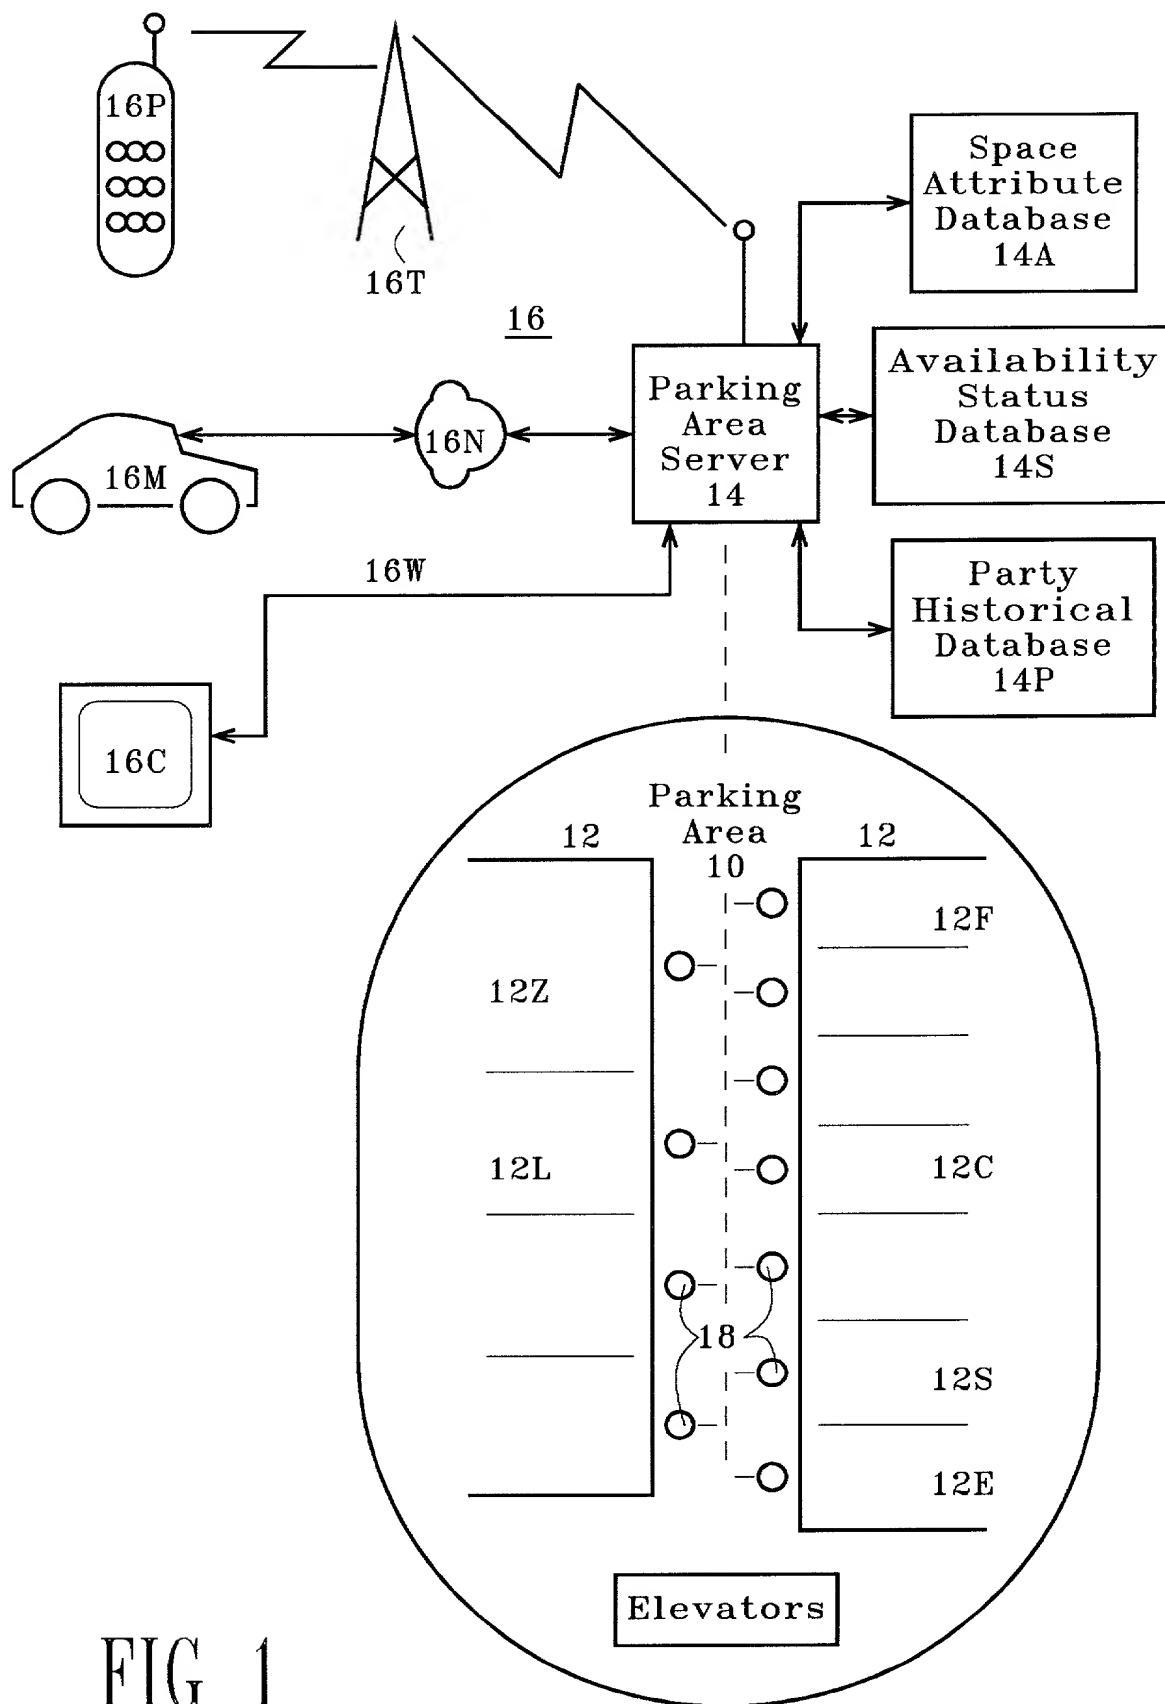 16P
16T
16
Space
Attribute
Database
14A
Parking
Area
Server
14
Availability
Status
Database
14S
16N
16M
16W
Party
Historical
Database
14P
16C
Parking
Area
10
12
12
12F
12Z
12L
12C
18
12S
12E
Elevators
FIG. 1